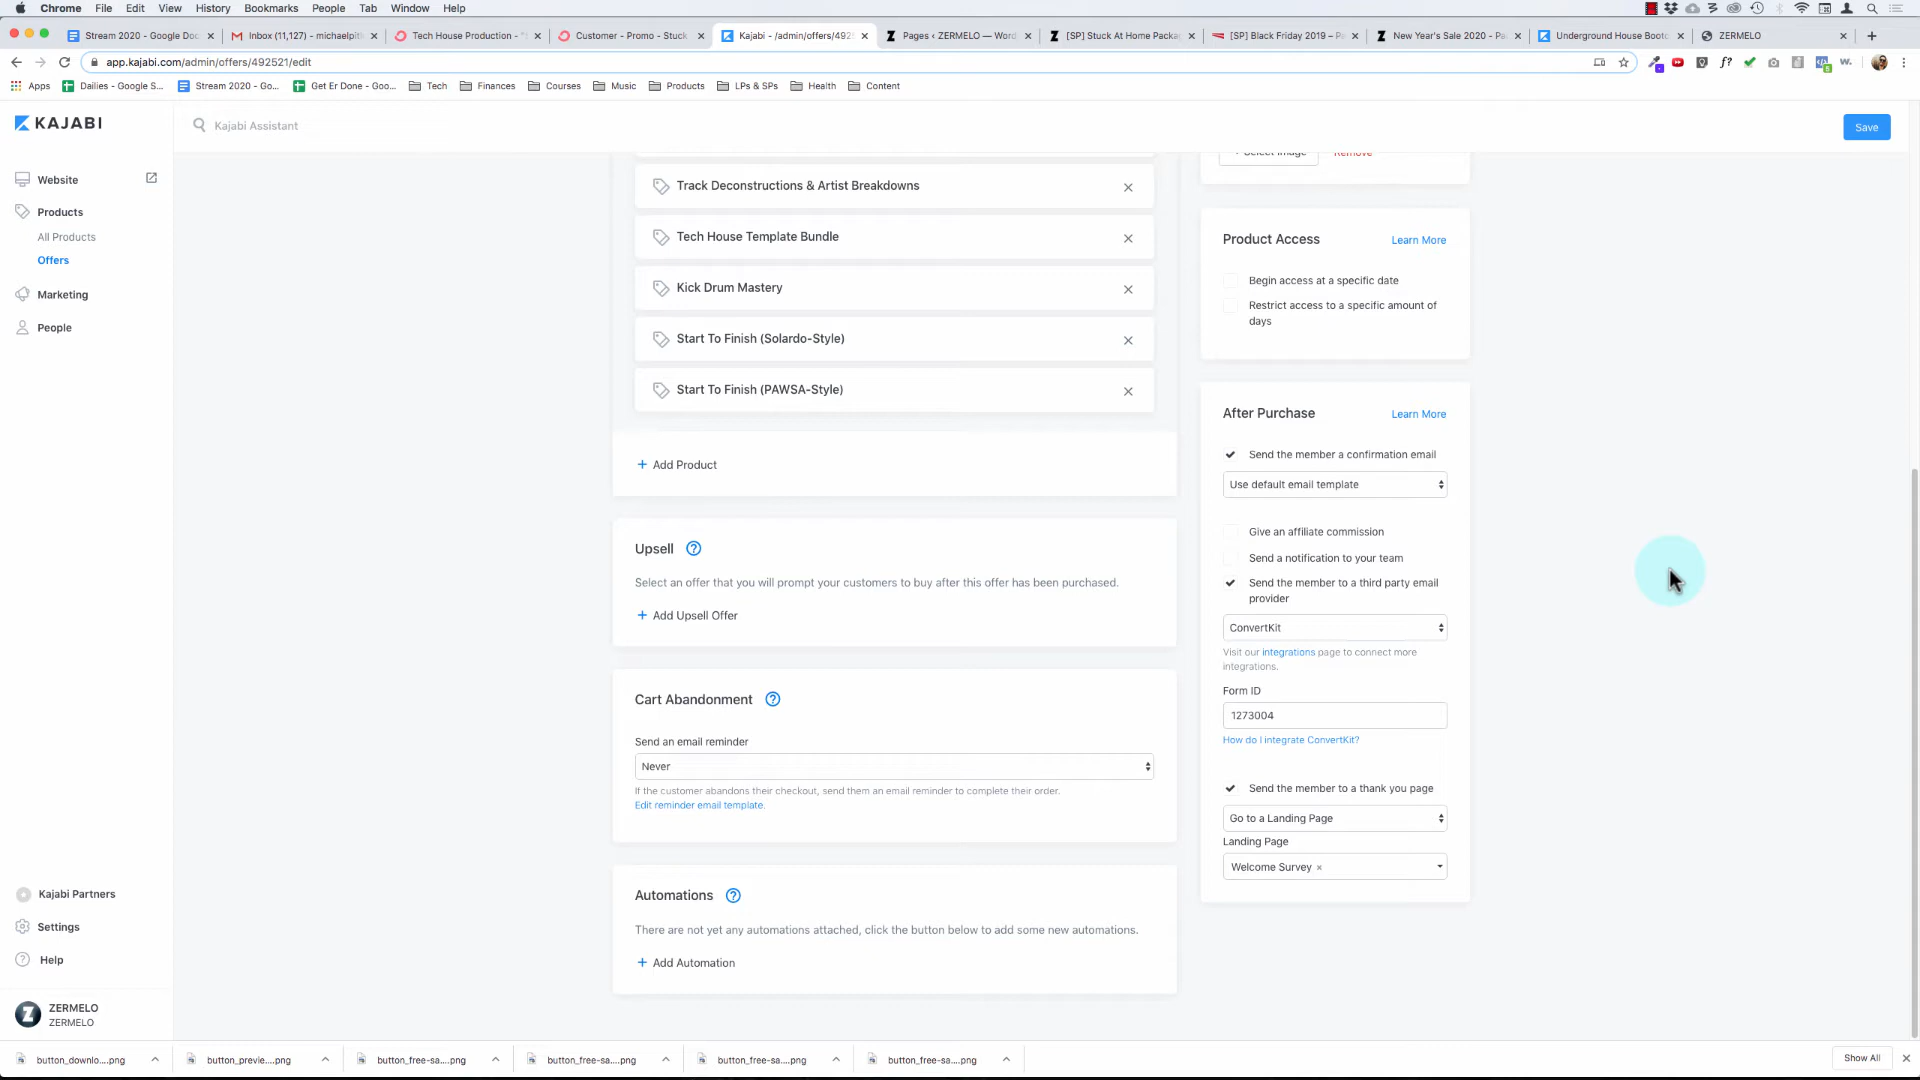 Chrome File Edit View History Bookmarks People Tab Window Help
Stream 2020 - Google Doc
Inbox (11,127) - michaelpit
Tech House Production - "S
Customer - Promo - Stuck
Kajabi - /admin/offers/492
Pages ‹ ZERMELO — Word
[SP] Stuck At Home Packag
[SP] Black Friday 2019 – Pa
New Year's Sale 2020 - Pa
Underground House Bootc
ZERMELO
app.kajabi.com/admin/offers/492521/edit
Apps
Dailies - Google S...
Stream 2020 - Go...
Get Er Done - Goo...
Tech
Finances
Courses
Music
Products
LPs & SPs
Health
Content
KAJABI
Kajabi Assistant
Save
Website
Products
All Products
Offers
Marketing
People
Kajabi Partners
Settings
Help
ZERMELO
ZERMELO
Track Deconstructions & Artist Breakdowns
Tech House Template Bundle
Kick Drum Mastery
Start To Finish (Solardo-Style)
Start To Finish (PAWSA-Style)
+ Add Product
Upsell ?
Select an offer that you will prompt your customers to buy after this offer has been purchased.
+ Add Upsell Offer
Cart Abandonment ?
Send an email reminder
Never
If the customer abandons their checkout, send them an email reminder to complete their order.
Edit reminder email template.
Automations ?
There are not yet any automations attached, click the button below to add some new automations.
+ Add Automation
Select Image Remove
Product Access Learn More
Begin access at a specific date
Restrict access to a specific amount of
days
After Purchase Learn More
Send the member a confirmation email
Use default email template
Give an affiliate commission
Send a notification to your team
Send the member to a third party email
provider
ConvertKit
Visit our integrations page to connect more
integrations.
Form ID
1273004
How do I integrate ConvertKit?
Send the member to a thank you page
Go to a Landing Page
Landing Page
Welcome Survey ×
button_downlo....png
button_previe....png
button_free-sa....png
button_free-sa....png
button_free-sa....png
button_free-sa....png
Show All